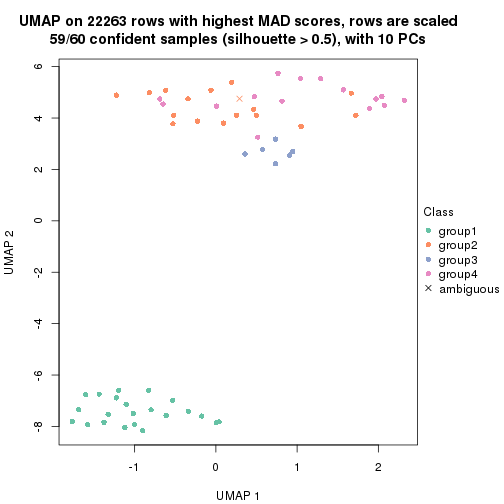 UMAP on 22263 rows with highest MAD scores, rows are scaled
59/60 confident samples (silhouette > 0.5), with 10 PCs
6
4
2
0
-2
-4
-6
-8
UMAP 2
-1
0
1
2
UMAP 1
Class
group1
group2
group3
group4
ambiguous